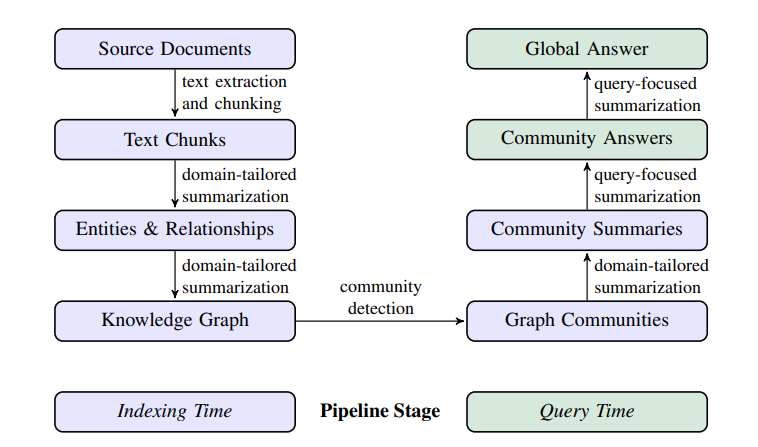 Source Documents
text extraction
and chunking
Text Chunks
domain-tailored
summarization
Entities & Relationships
domain-tailored
summarization
Knowledge Graph
community
detection
Global Answer
query-focused
summarization
Community Answers
query-focused
summarization
Community Summaries
domain-tailored
summarization
Graph Communities
Indexing Time
Pipeline Stage
Query Time